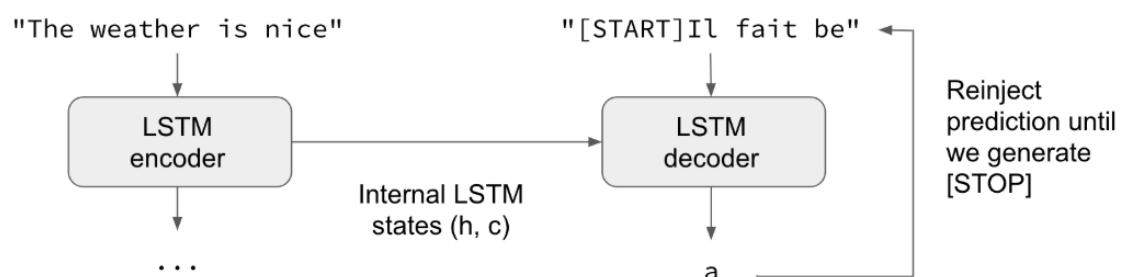 "The weather is nice"
"[START]Il fait be"
LSTM
encoder
LSTM
decoder
Reinject
prediction until
we generate
[STOP]
Internal LSTM
states (h, c)
...
a